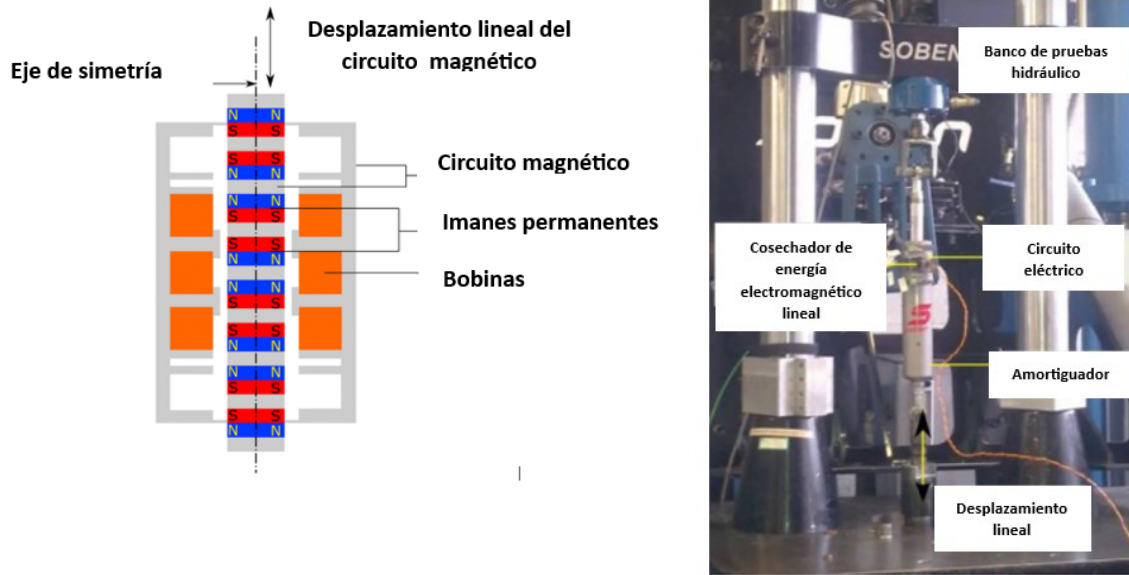 Desplazamiento lineal del
circuito magnético
Eje de simetría
N N
S S
S S
N N
N N
S S
S S
N N
N N
S S
S S
N N
N N
S S
S S
N N
Circuito magnético
Imanes permanentes
Bobinas
SOBEN
Banco de pruebas
hidráulico
Cosechador de
energía
electromagnético
lineal
Circuito
eléctrico
Amortiguador
Desplazamiento
lineal